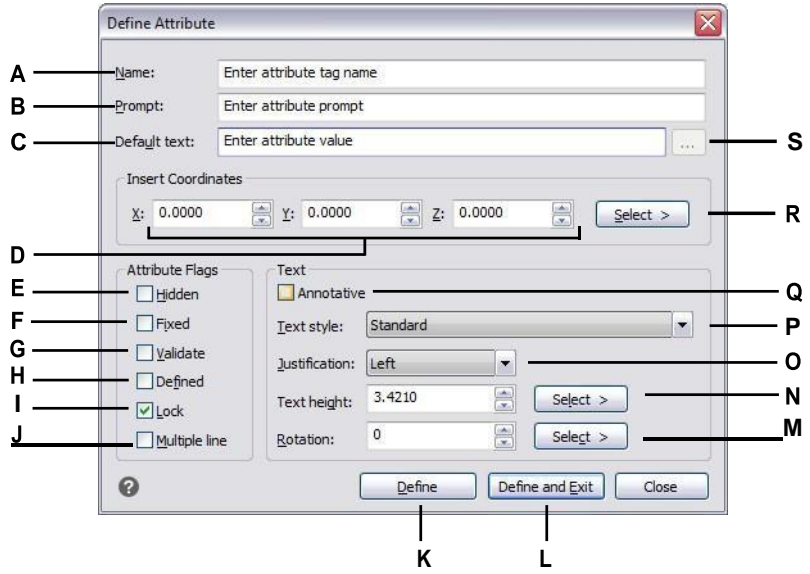 Define Attribute
A Name: Enter attribute tag name
B Prompt: Enter attribute prompt
C Default text: Enter attribute value ... S
Insert Coordinates
X: 0.0000 Y: 0.0000 Z: 0.0000 Select > R
D
Attribute Flags Text
E Hidden Annotative Q
F Fixed Text style: Standard P
G Validate
H Defined Justification: Left O
I Lock Text height: 3.4210 Select > N
J Multiple line Rotation: 0 Select > M
? Define Define and Exit Close
K L